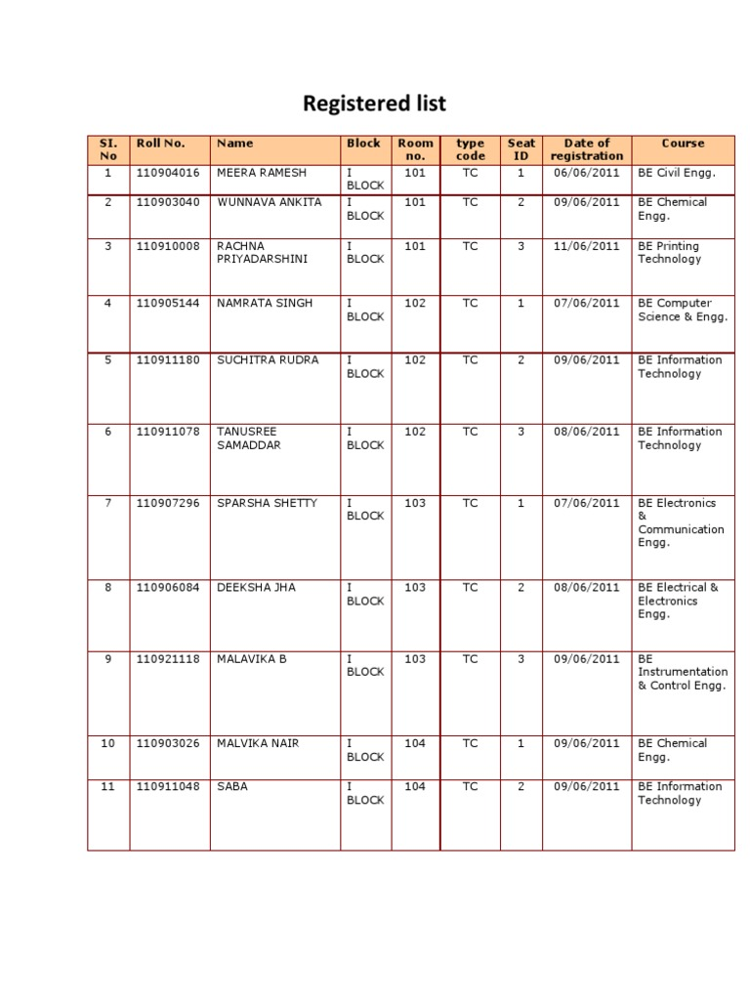 Registered list
SI. No Roll No. Name Block Room no. type code Seat ID Date of registration Course
1 110904016 MEERA RAMESH I BLOCK 101 TC 1 06/06/2011 BE Civil Engg.
2 110903040 WUNNAVA ANKITA I BLOCK 101 TC 2 09/06/2011 BE Chemical Engg.
3 110910008 RACHNA PRIYADARSHINI I BLOCK 101 TC 3 11/06/2011 BE Printing Technology
4 110905144 NAMRATA SINGH I BLOCK 102 TC 1 07/06/2011 BE Computer Science & Engg.
5 110911180 SUCHITRA RUDRA I BLOCK 102 TC 2 09/06/2011 BE Information Technology
6 110911078 TANUSREE SAMADDAR I BLOCK 102 TC 3 08/06/2011 BE Information Technology
7 110907296 SPARSHA SHETTY I BLOCK 103 TC 1 07/06/2011 BE Electronics & Communication Engg.
8 110906084 DEEKSHA JHA I BLOCK 103 TC 2 08/06/2011 BE Electrical & Electronics Engg.
9 110921118 MALAVIKA B I BLOCK 103 TC 3 09/06/2011 BE Instrumentation & Control Engg.
10 110903026 MALVIKA NAIR I BLOCK 104 TC 1 09/06/2011 BE Chemical Engg.
11 110911048 SABA I BLOCK 104 TC 2 09/06/2011 BE Information Technology